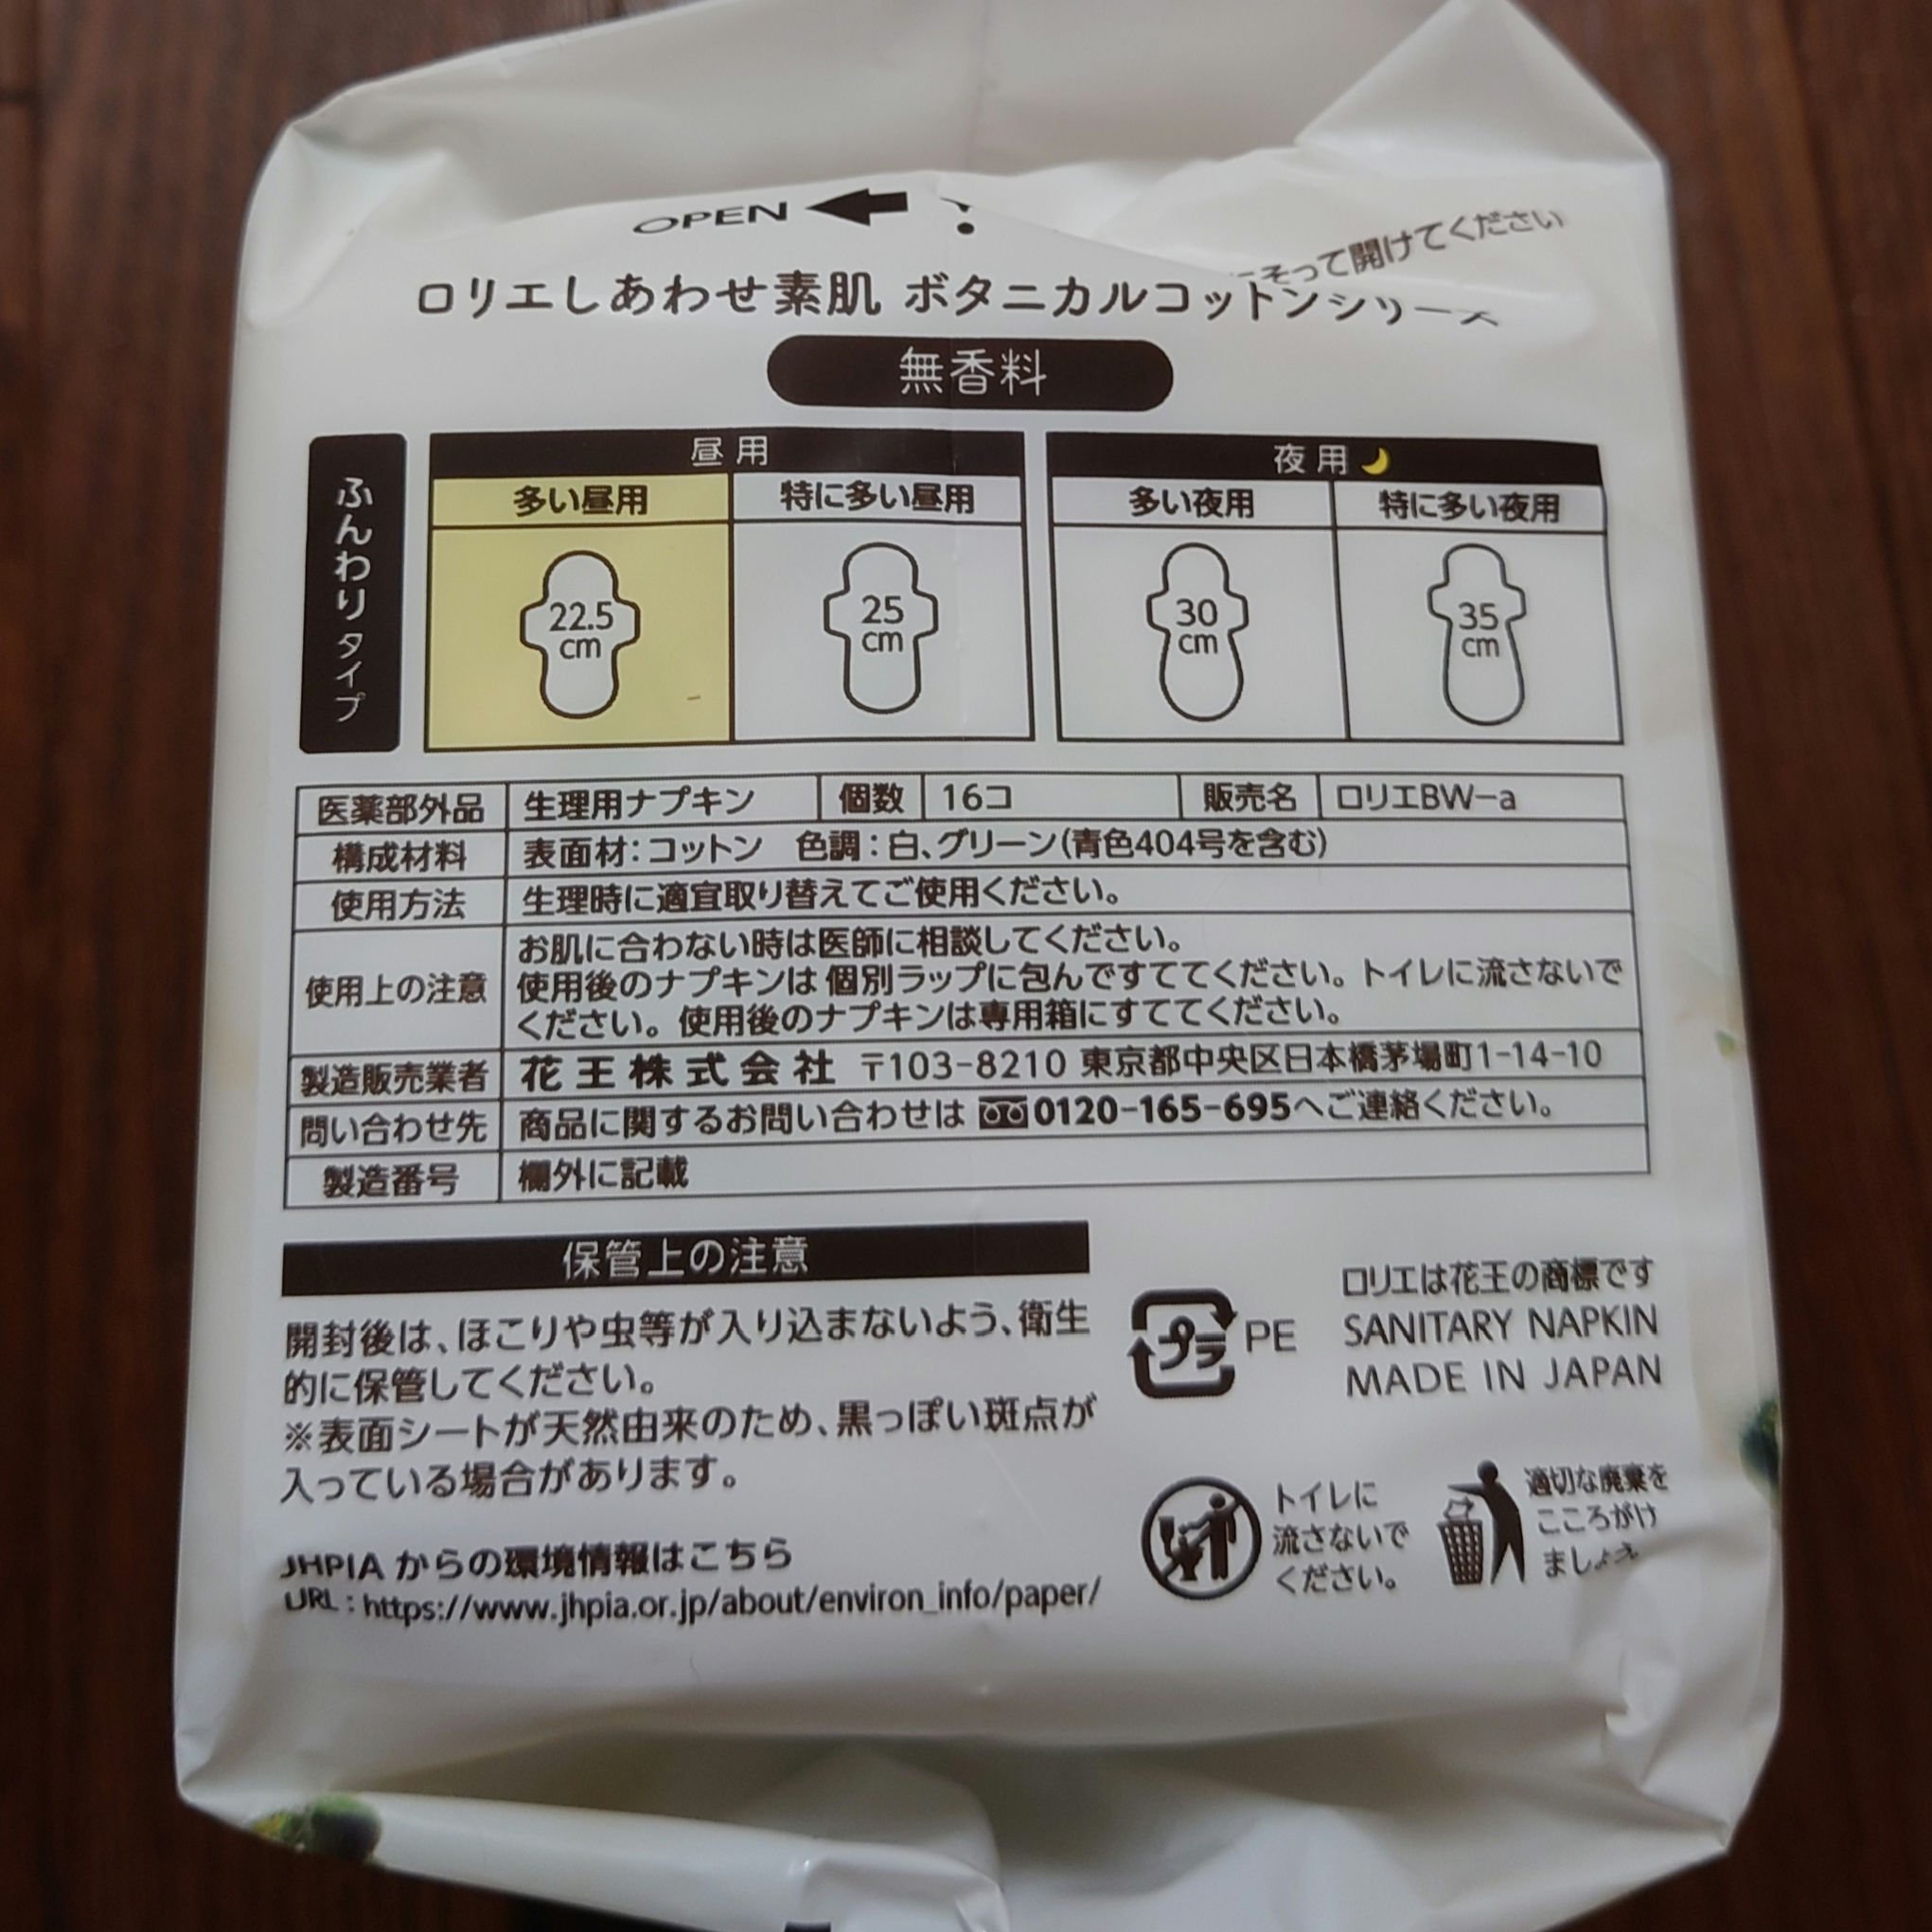 OPEN
そって開けてください
ロリエしあわせ素肌 ボタニカルコットンシリーズ
無香料
ふんわりタイプ
昼用
夜用
多い昼用
特に多い昼用
多い夜用
特に多い夜用
22.5
cm
25
cm
30
cm
35
cm
医薬部外品 生理用ナプキン 個数 16コ 販売名 ロリエBW-a
構成材料 表面材:コットン 色調:白、グリーン(青色404号を含む)
使用方法 生理時に適宜取り替えてご使用ください。
使用上の注意 お肌に合わない時は医師に相談してください。
使用後のナプキンは 個別ラップに包んですててください。トイレに流さないで
ください。使用後のナプキンは専用箱にすててください。
製造販売業者 花王株式会社 〒103-8210 東京都中央区日本橋茅場町1-14-10
問い合わせ先 商品に関するお問い合わせは 0120-165-695へご連絡ください。
製造番号 欄外に記載
保管上の注意
開封後は、ほこりや虫等が入り込まないよう、衛生
的に保管してください。
※表面シートが天然由来のため、黒っぽい斑点が
入っている場合があります。
JHPIA からの環境情報はこちら
URL:https://www.jhpia.or.jp/about/environ_info/paper/
プラ PE
ロリエは花王の商標です
SANITARY NAPKIN
MADE IN JAPAN
トイレに
流さないで
ください。
適切な廃棄を
こころがけ
ましょう